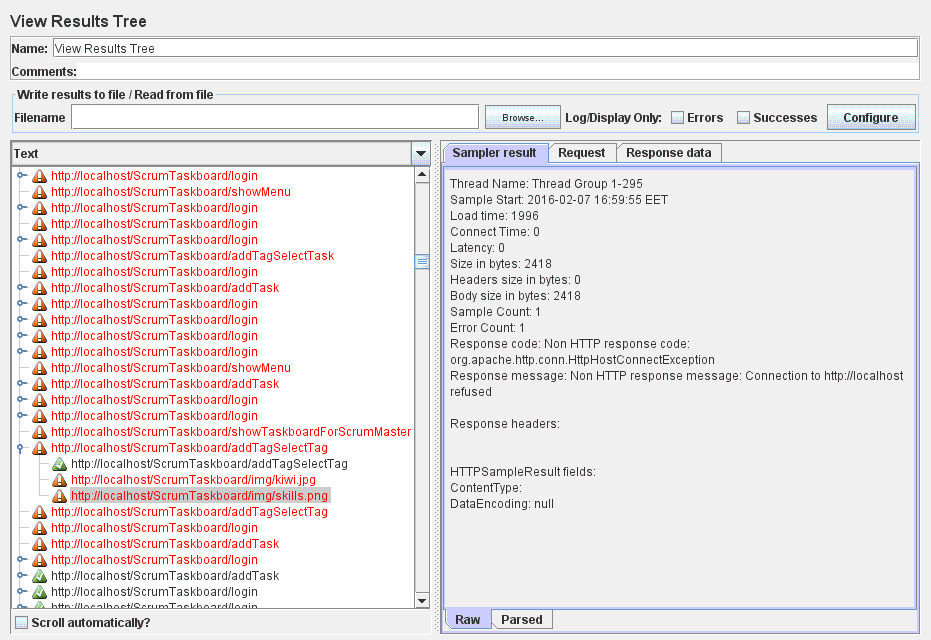 View Results Tree
Name: View Results Tree
Comments:
Write results to file / Read from file
Filename Browse... Log/Display Only: Errors Successes Configure
Text
http://localhost/ScrumTaskboard/login
http://localhost/ScrumTaskboard/showMenu
http://localhost/ScrumTaskboard/login
http://localhost/ScrumTaskboard/login
http://localhost/ScrumTaskboard/login
http://localhost/ScrumTaskboard/addTagSelectTask
http://localhost/ScrumTaskboard/login
http://localhost/ScrumTaskboard/addTask
http://localhost/ScrumTaskboard/login
http://localhost/ScrumTaskboard/login
http://localhost/ScrumTaskboard/login
http://localhost/ScrumTaskboard/login
http://localhost/ScrumTaskboard/showMenu
http://localhost/ScrumTaskboard/addTask
http://localhost/ScrumTaskboard/login
http://localhost/ScrumTaskboard/login
http://localhost/ScrumTaskboard/showTaskboardForScrumMaster
http://localhost/ScrumTaskboard/addTagSelectTag
http://localhost/ScrumTaskboard/addTagSelectTag
http://localhost/ScrumTaskboard/img/kiwi.jpg
http://localhost/ScrumTaskboard/img/skills.png
http://localhost/ScrumTaskboard/addTagSelectTag
http://localhost/ScrumTaskboard/login
http://localhost/ScrumTaskboard/addTask
http://localhost/ScrumTaskboard/login
http://localhost/ScrumTaskboard/addTask
http://localhost/ScrumTaskboard/login
http://localhost/ScrumTaskboard/login
Scroll automatically?
Sampler result Request Response data
Thread Name: Thread Group 1-295
Sample Start: 2016-02-07 16:59:55 EET
Load time: 1996
Connect Time: 0
Latency: 0
Size in bytes: 2418
Headers size in bytes: 0
Body size in bytes: 2418
Sample Count: 1
Error Count: 1
Response code: Non HTTP response code:
org.apache.http.conn.HttpHostConnectException
Response message: Non HTTP response message: Connection to http://localhost
refused
Response headers:
HTTPSampleResult fields:
ContentType:
DataEncoding: null
Raw Parsed